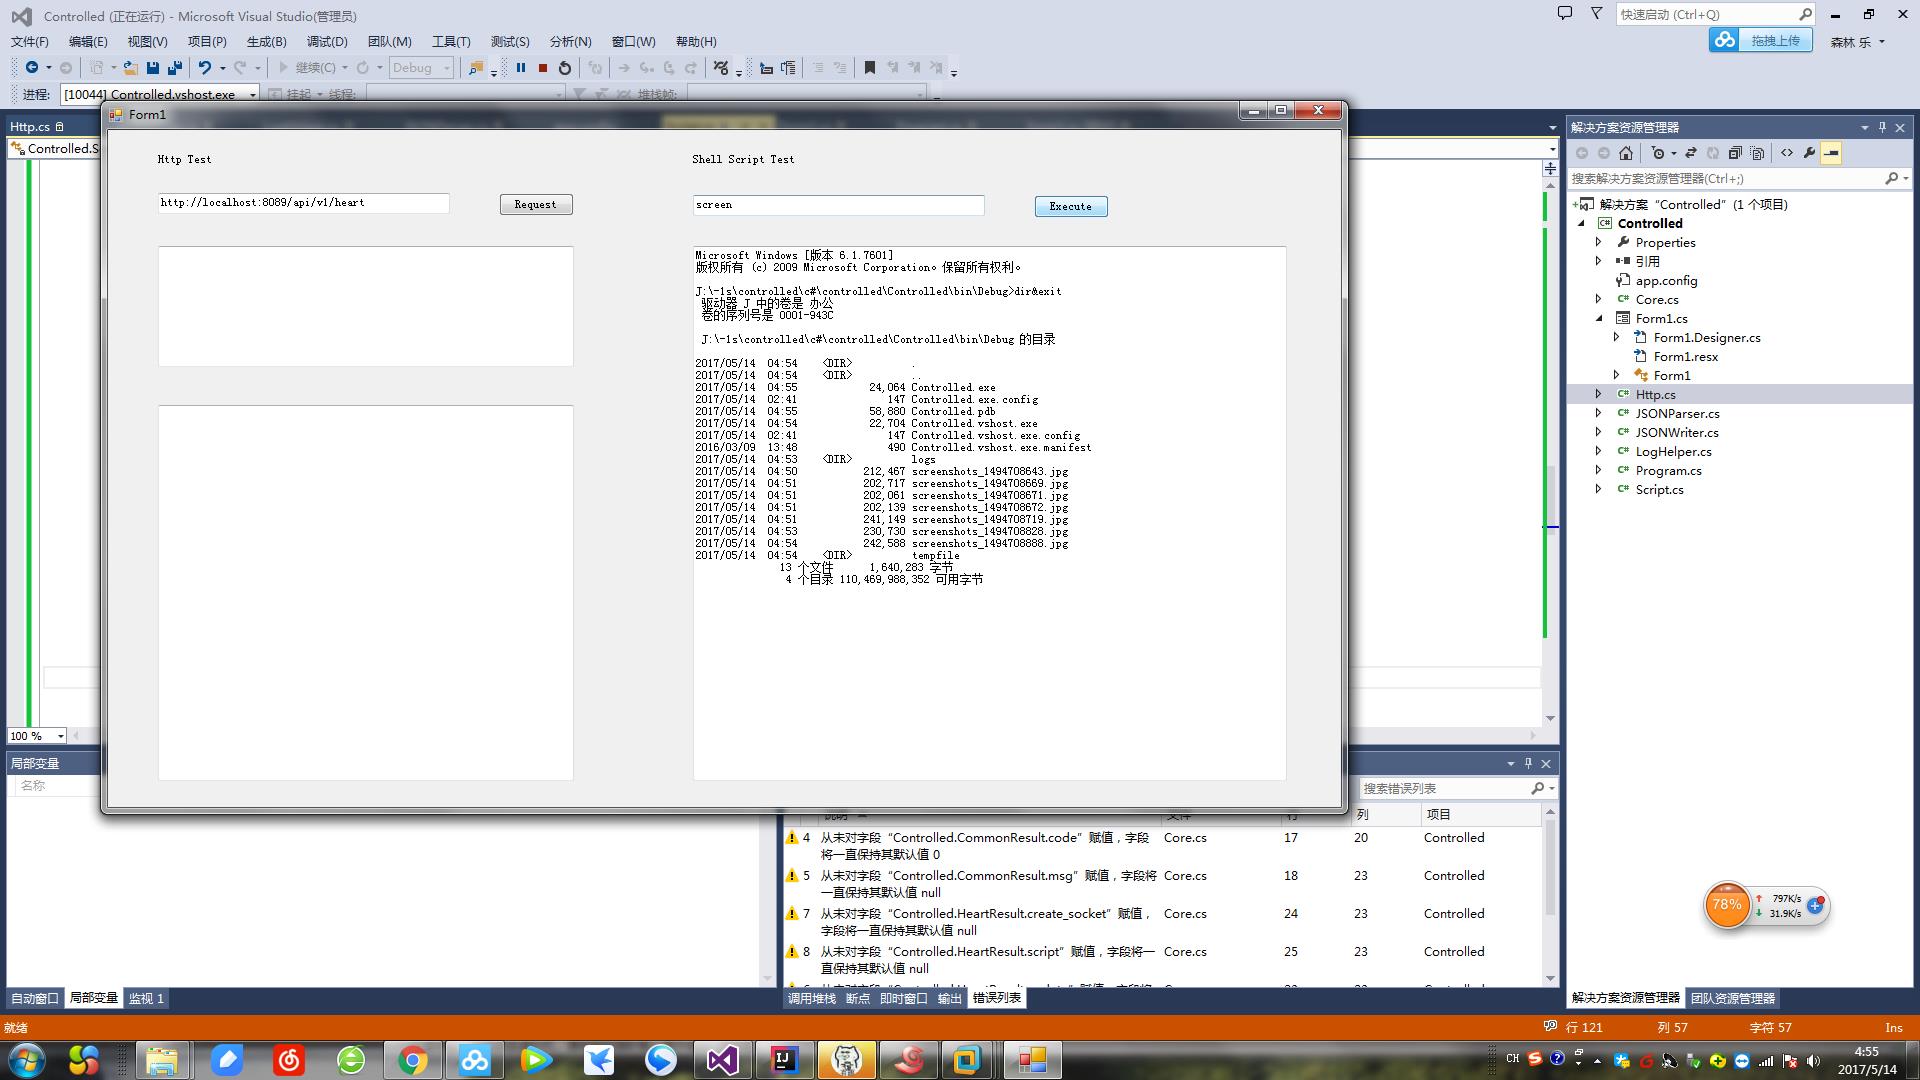 Controlled (正在运行) - Microsoft Visual Studio(管理员)
快速启动 (Ctrl+Q)
文件(F) 编辑(E) 视图(V) 项目(P) 生成(B) 调试(D) 团队(M) 工具(T) 测试(S) 分析(N) 窗口(W) 帮助(H)
拖拽上传
森林 乐
继续(C)
Debug
进程:
[10044] Controlled.vshost.exe
挂起
线程:
堆栈帧:
Http.cs
Controlled.S
Form1
Http Test
Shell Script Test
http://localhost:8089/api/v1/heart
Request
screen
Execute
Microsoft Windows [版本 6.1.7601]
版权所有 (c) 2009 Microsoft Corporation。保留所有权利。
J:\-1s\controlled\c#\controlled\Controlled\bin\Debug>dir&exit
驱动器 J 中的卷是 办公
卷的序列号是 0001-943C
J:\-1s\controlled\c#\controlled\Controlled\bin\Debug 的目录
2017/05/14 04:54 <DIR> .
2017/05/14 04:54 <DIR> ..
2017/05/14 04:55 24,064 Controlled.exe
2017/05/14 02:41 147 Controlled.exe.config
2017/05/14 04:55 58,880 Controlled.pdb
2017/05/14 04:54 22,704 Controlled.vshost.exe
2017/05/14 02:41 147 Controlled.vshost.exe.config
2016/03/09 13:48 490 Controlled.vshost.exe.manifest
2017/05/14 04:53 <DIR> logs
2017/05/14 04:50 212,467 screenshots_1494708643.jpg
2017/05/14 04:51 202,717 screenshots_1494708669.jpg
2017/05/14 04:51 202,061 screenshots_1494708671.jpg
2017/05/14 04:51 202,139 screenshots_1494708672.jpg
2017/05/14 04:51 241,149 screenshots_1494708719.jpg
2017/05/14 04:53 230,730 screenshots_1494708828.jpg
2017/05/14 04:54 242,588 screenshots_1494708888.jpg
2017/05/14 04:54 <DIR> tempfile
13 个文件 1,640,283 字节
4 个目录 110,469,988,352 可用字节
解决方案资源管理器
搜索解决方案资源管理器(Ctrl+;)
解决方案“Controlled”(1 个项目)
Controlled
Properties
引用
app.config
Core.cs
Form1.cs
Form1.Designer.cs
Form1.resx
Form1
Http.cs
JSONParser.cs
JSONWriter.cs
LogHelper.cs
Program.cs
Script.cs
100 %
局部变量
名称
搜索错误列表
列 项目
4 从未对字段“Controlled.CommonResult.code”赋值，字段 Core.cs 17 20 Controlled
将一直保持其默认值 0
5 从未对字段“Controlled.CommonResult.msg”赋值，字段将 Core.cs 18 23 Controlled
一直保持其默认值 null
7 从未对字段“Controlled.HeartResult.create_socket”赋值， Core.cs 24 23 Controlled
字段将一直保持其默认值 null
8 从未对字段“Controlled.HeartResult.script”赋值，字段将一 Core.cs 25 23 Controlled
直保持其默认值 null
78%
797K/s
31.9K/s
自动窗口 局部变量 监视 1
调用堆栈 断点 即时窗口 输出 错误列表
解决方案资源管理器 团队资源管理器
就绪
行 121 列 57 字符 57 Ins
CH
4:55
2017/5/14